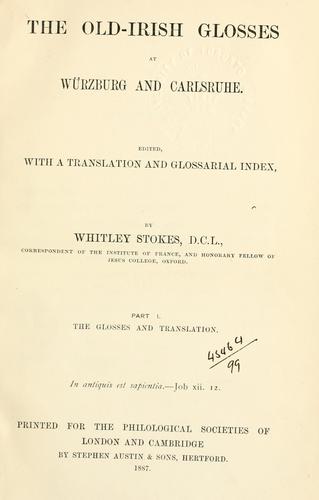 THE OLD-IRISH GLOSSES
AT
WÜRZBURG AND CARLSRUHE.
EDITED,
WITH A TRANSLATION AND GLOSSARIAL INDEX,
BY
WHITLEY STOKES, D.C.L.,
CORRESPONDENT OF THE INSTITUTE OF FRANCE, AND HONORARY FELLOW OF
JESUS COLLEGE, OXFORD.
PART I.
THE GLOSSES AND TRANSLATION.
45464
99
In antiquis est sapientia.—Job xii. 12.
PRINTED FOR THE PHILOLOGICAL SOCIETIES OF
LONDON AND CAMBRIDGE
BY STEPHEN AUSTIN & SONS, HERTFORD.
1887.